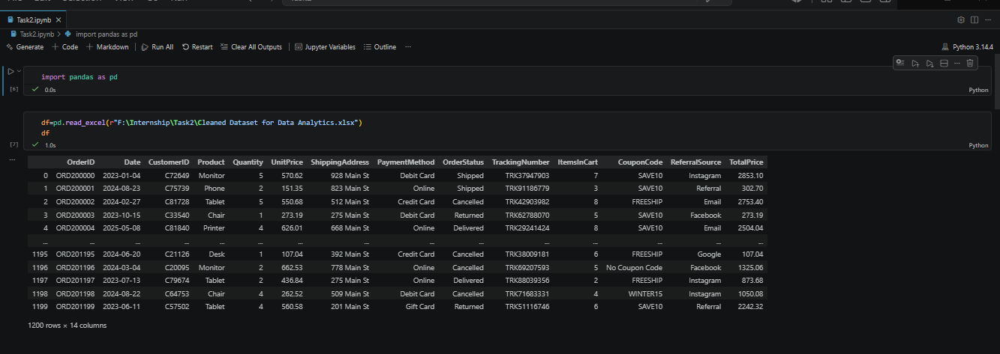 Task2.ipynb
Task2.ipynb > import pandas as pd
Generate + Code + Markdown Run All Restart Clear All Outputs Jupyter Variables Outline ... Python 3.14.4
import pandas as pd
[6] 0.0s Python
df=pd.read_excel(r"F:\Internship\Task2\Cleaned Dataset for Data Analytics.xlsx")
df
[7] 1.0s Python
OrderID Date CustomerID Product Quantity UnitPrice ShippingAddress PaymentMethod OrderStatus TrackingNumber ItemsInCart CouponCode ReferralSource TotalPrice
0 ORD200000 2023-01-04 C72649 Monitor 5 570.62 928 Main St Debit Card Shipped TRK37947903 7 SAVE10 Instagram 2853.10
1 ORD200001 2024-08-23 C75739 Phone 2 151.35 823 Main St Online Shipped TRK91186779 3 SAVE10 Referral 302.70
2 ORD200002 2024-02-27 C81728 Tablet 5 550.68 512 Main St Credit Card Cancelled TRK42903982 8 FREESHIP Email 2753.40
3 ORD200003 2023-10-15 C33540 Chair 1 273.19 275 Main St Debit Card Returned TRK62788070 5 SAVE10 Facebook 273.19
4 ORD200004 2025-05-08 C81840 Printer 4 626.01 668 Main St Online Delivered TRK29241424 8 SAVE10 Email 2504.04
... ... ... ... ... ... ... ... ... ... ... ... ... ... ...
1195 ORD201195 2024-06-20 C21126 Desk 1 107.04 392 Main St Credit Card Cancelled TRK38009181 6 FREESHIP Google 107.04
1196 ORD201196 2024-03-04 C20095 Monitor 2 662.53 778 Main St Online Cancelled TRK69207593 5 No Coupon Code Facebook 1325.06
1197 ORD201197 2023-07-13 C79674 Tablet 2 436.84 275 Main St Online Delivered TRK88039356 2 FREESHIP Instagram 873.68
1198 ORD201198 2024-08-22 C64753 Chair 4 262.52 509 Main St Debit Card Cancelled TRK71683331 4 WINTER15 Instagram 1050.08
1199 ORD201199 2023-06-11 C57502 Tablet 4 560.58 201 Main St Gift Card Returned TRK51116746 6 SAVE10 Referral 2242.32
1200 rows × 14 columns